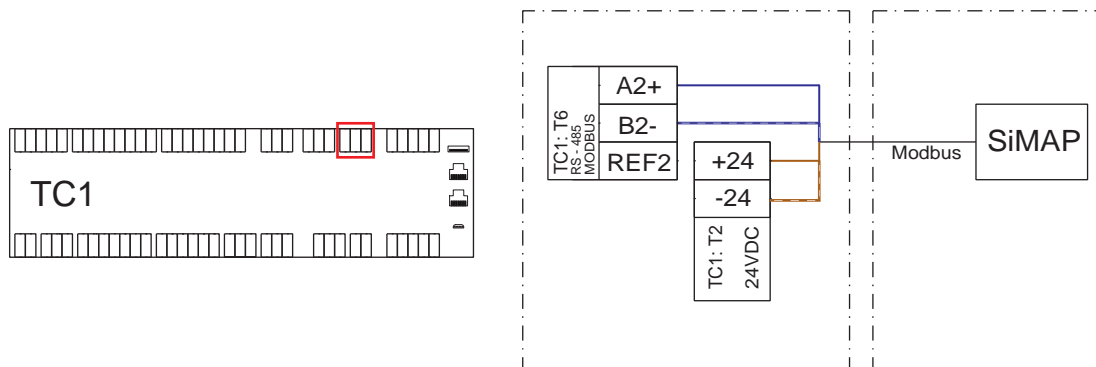 TC1
TC1: T6
RS - 485
MODBUS
A2+
B2-
REF2
+24
-24
TC1: T2
24VDC
Modbus
SiMAP